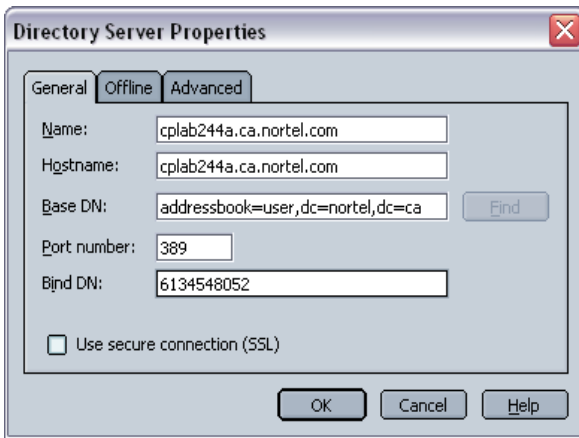 Directory Server Properties
General Offline Advanced
Name: cplab244a.ca.nortel.com
Hostname: cplab244a.ca.nortel.com
Base DN: addressbook=user,dc=nortel,dc=ca Find
Port number: 389
Bind DN: 6134548052
Use secure connection (SSL)
OK Cancel Help